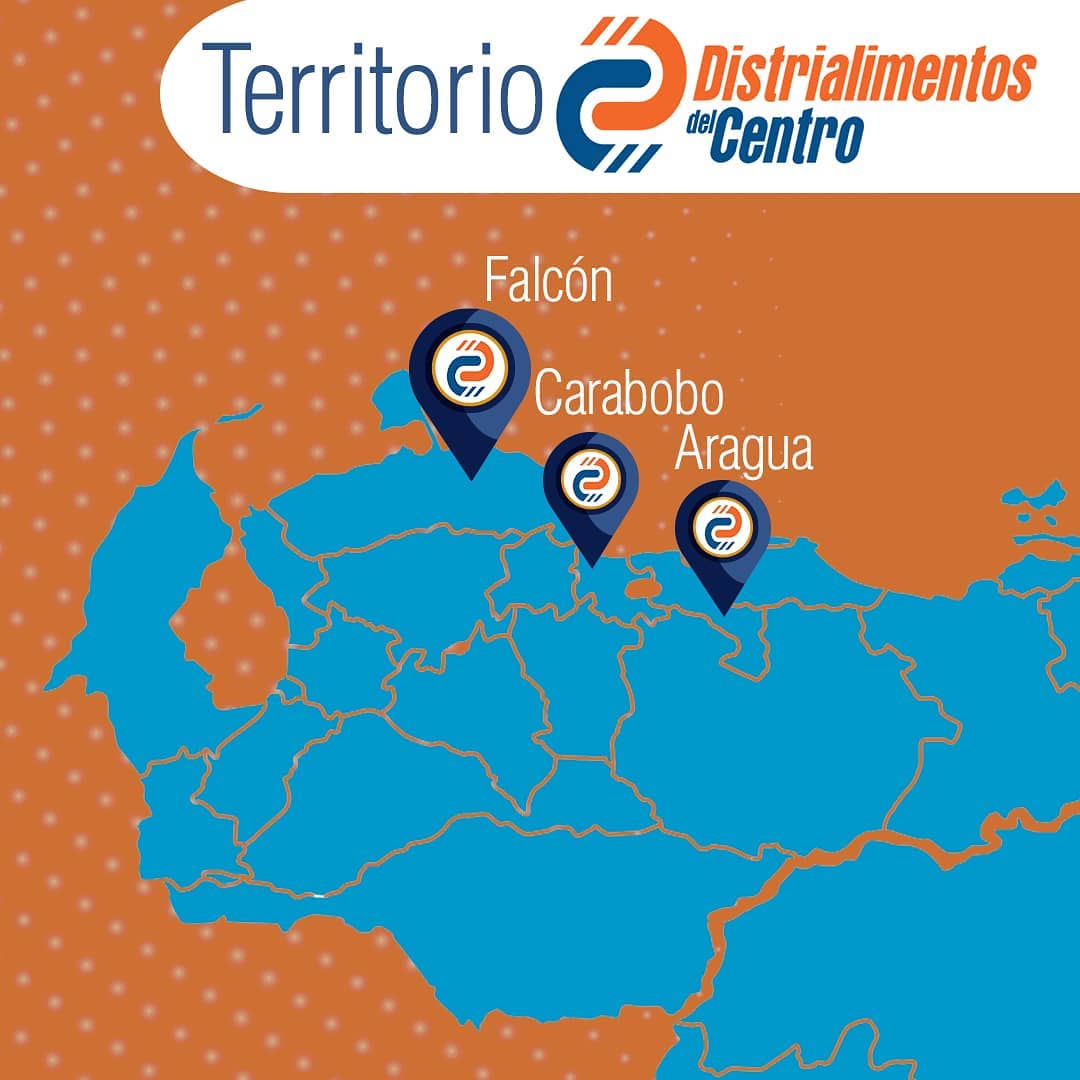 Territorio
Distrialimentos
del Centro
Falcón
Carabobo
Aragua